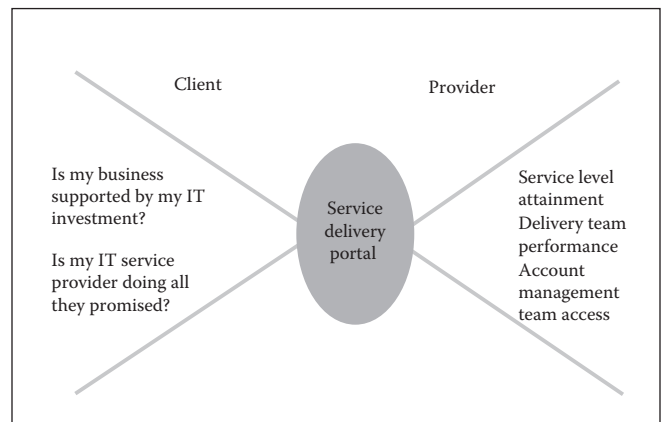 Client
Provider
Is my business
supported by my IT
investment?
Is my IT service
provider doing all
they promised?
Service
delivery
portal
Service level
attainment
Delivery team
performance
Account
management
team access